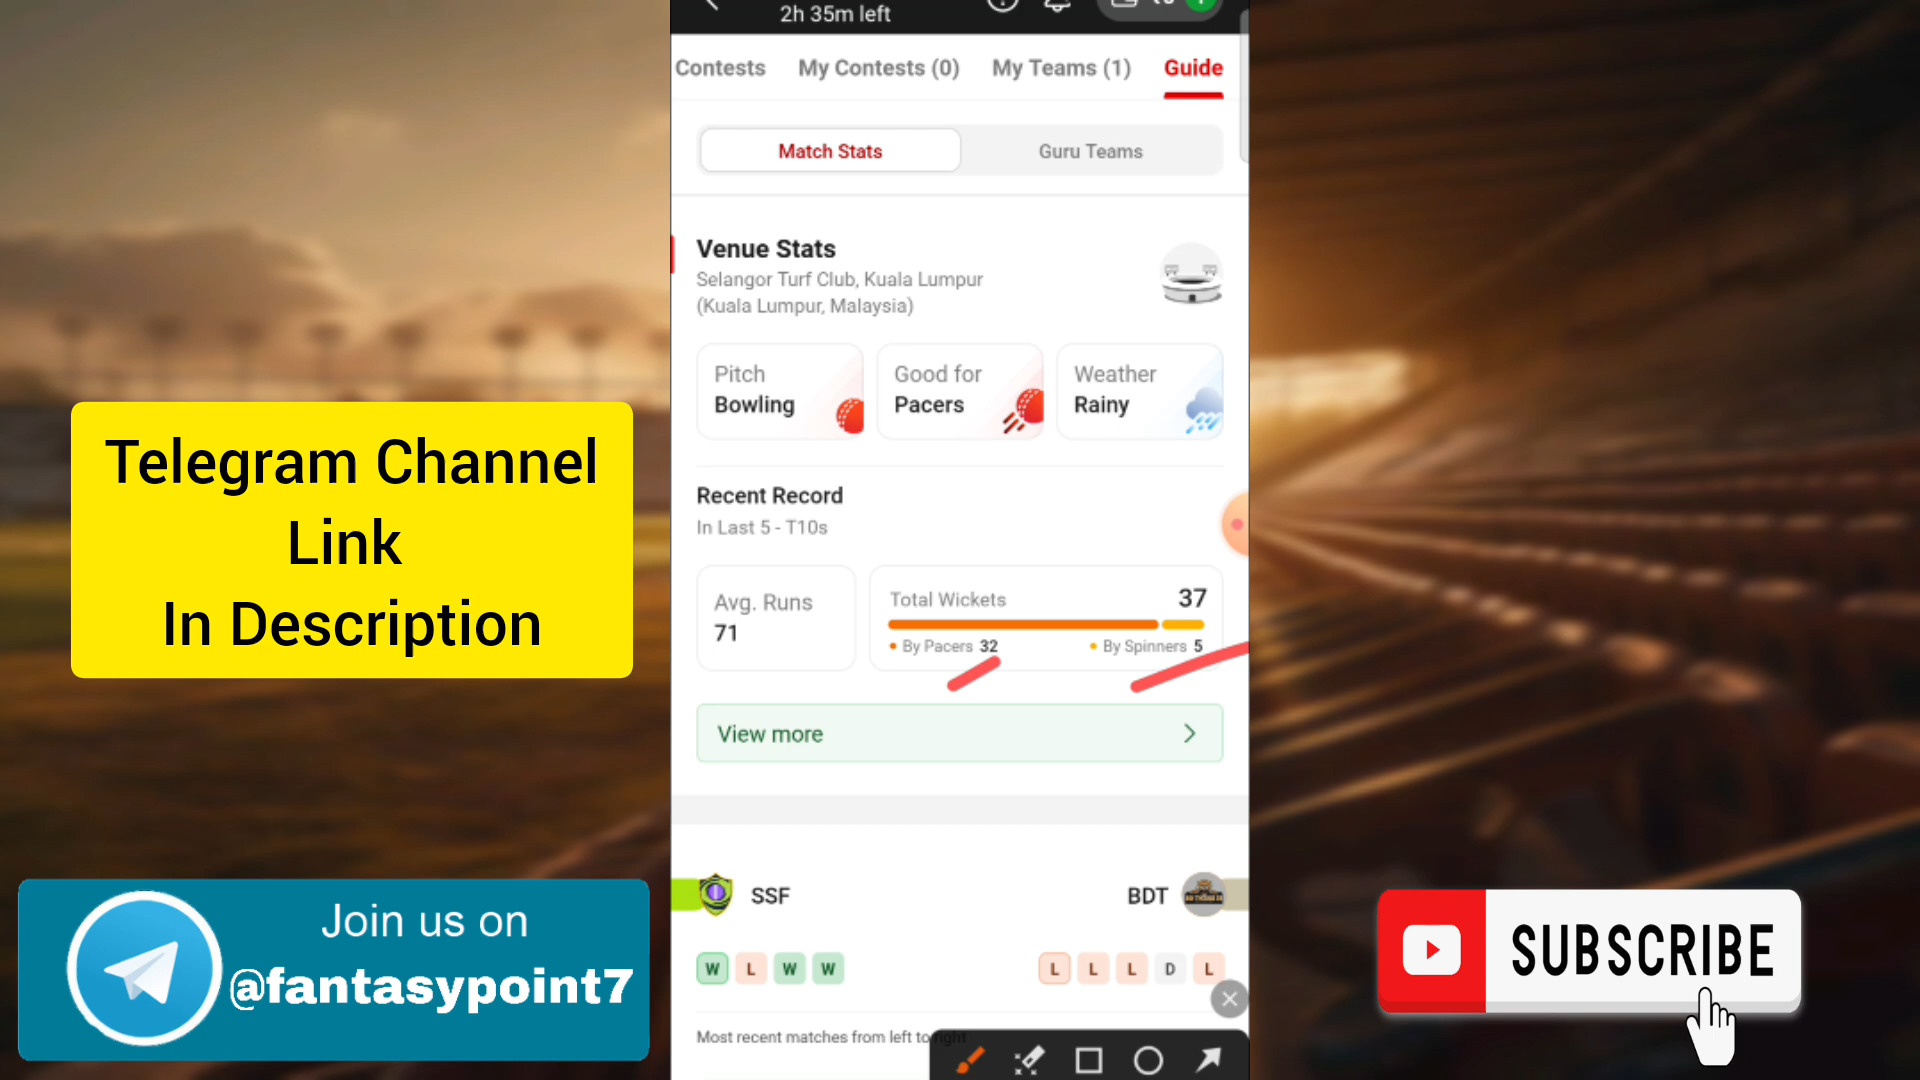 2h 35m left
Contests My Contests (0) My Teams (1) Guide
Match Stats Guru Teams
Venue Stats
Selangor Turf Club, Kuala Lumpur
(Kuala Lumpur, Malaysia)
Pitch Good for Weather
Bowling Pacers Rainy
Recent Record
In Last 5 - T10s
Avg. Runs Total Wickets 37
71
By Pacers 32 By Spinners 5
View more
SSF BDT
W L W W L L L D L
Most recent matches from left to right
Telegram Channel
Link
In Description
Join us on
@fantasypoint7
SUBSCRIBE